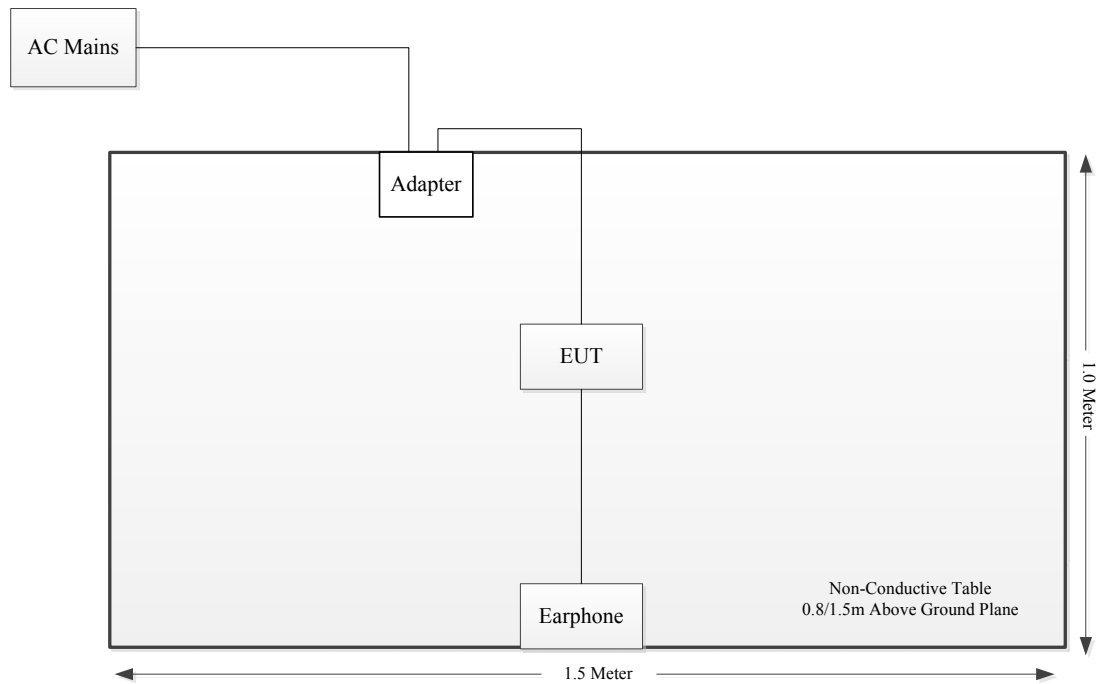 AC Mains
Adapter
EUT
1.0 Meter
Non-Conductive Table
0.8/1.5m Above Ground Plane
Earphone
1.5 Meter